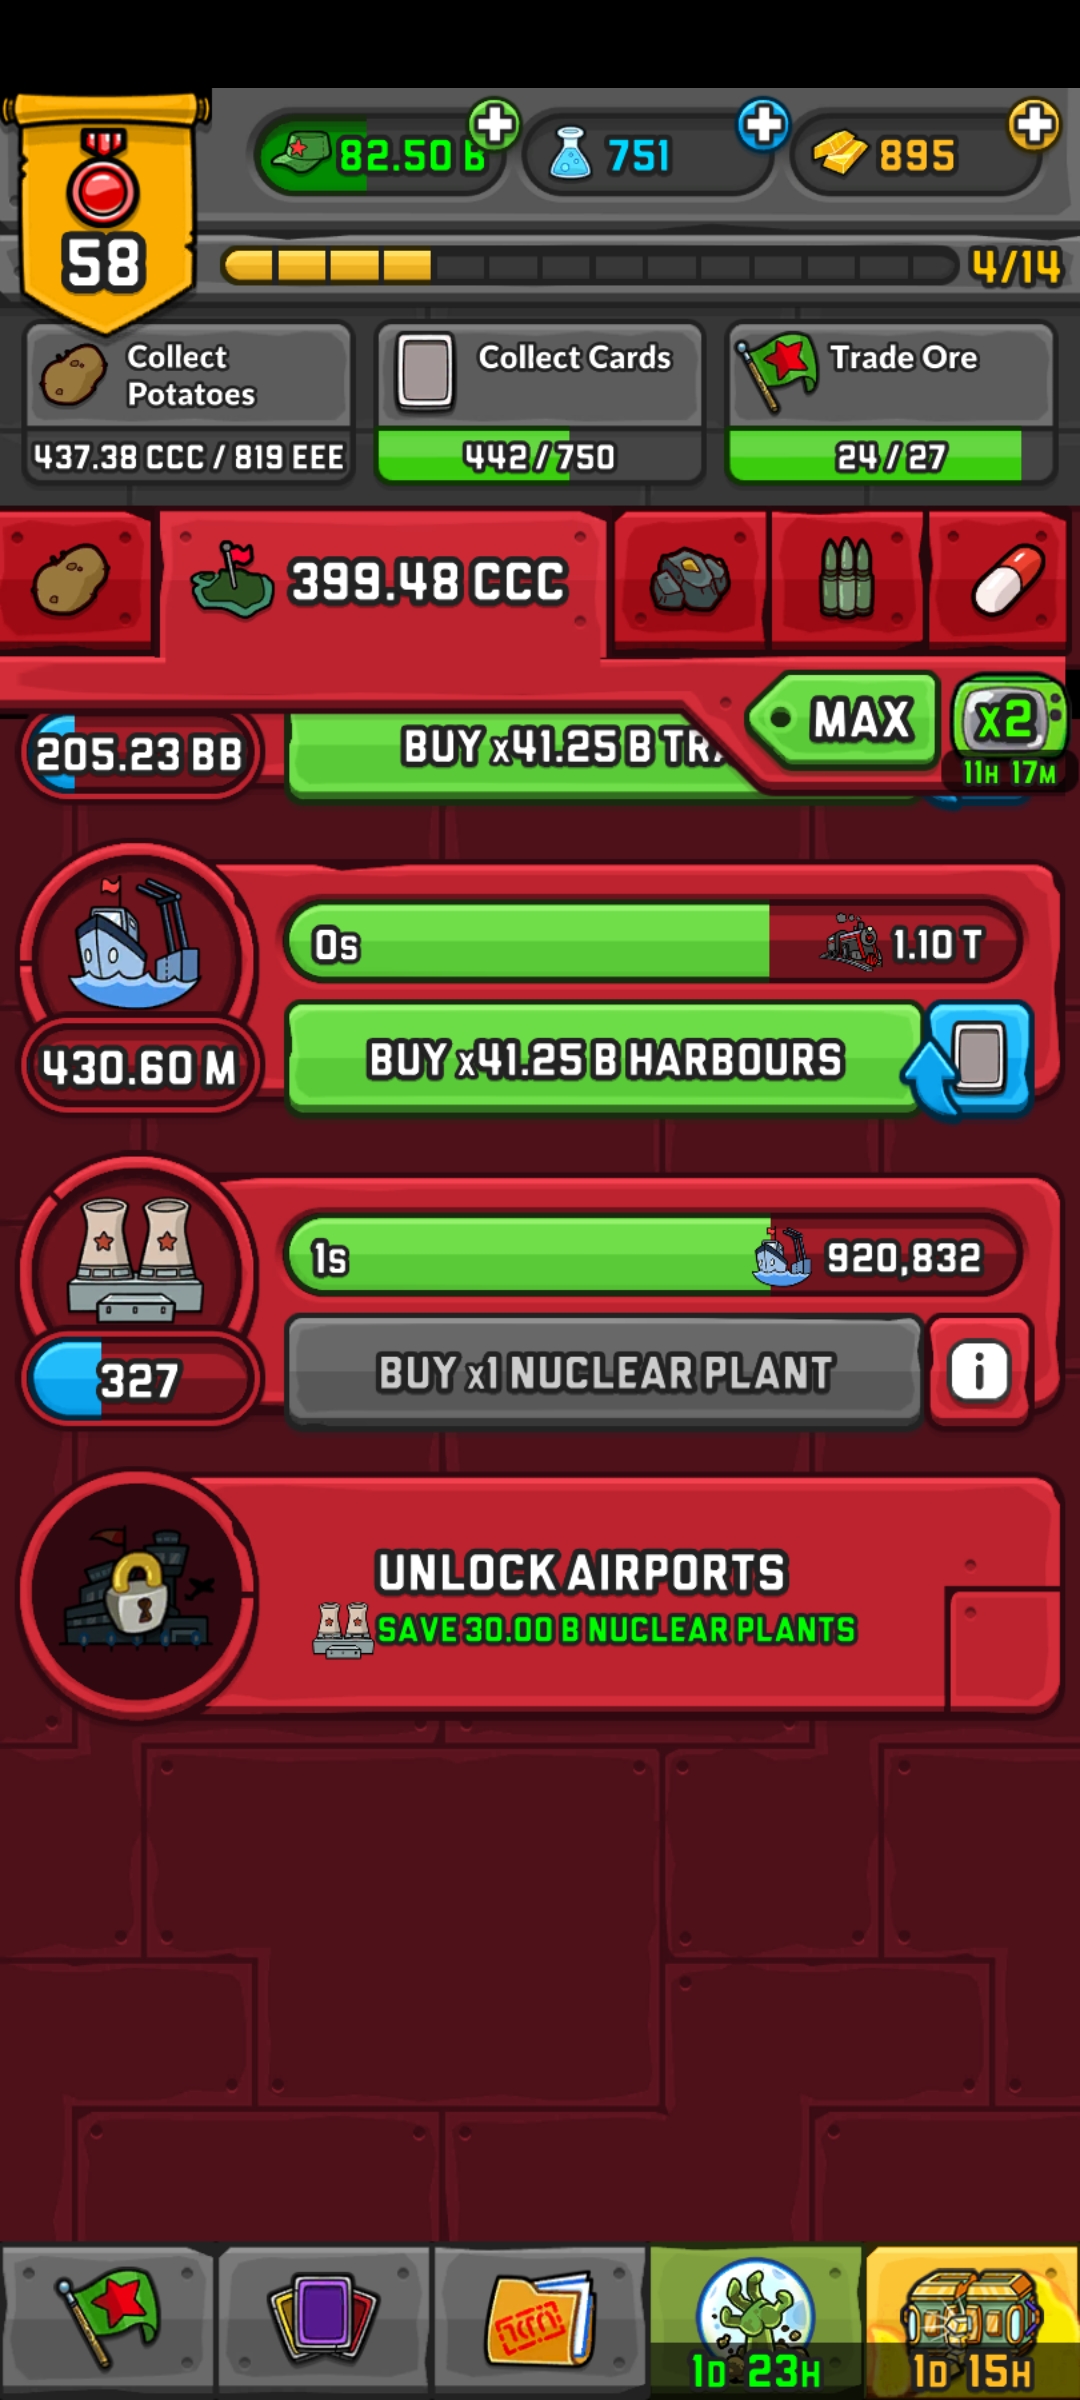 58
82.50 B
751
895
4/14
Collect
Potatoes
437.38 CCC / 819 EEE
Collect Cards
442/750
Trade Ore
24/27
399.48 CCC
MAX
x2
11H 17M
205.23 BB
BUY x41.25 B
0s
1.10 T
430.60 M
BUY x41.25 B HARBOURS
1s
920,832
327
BUY x1 NUCLEAR PLANT
i
UNLOCK AIRPORTS
SAVE 30.00 B NUCLEAR PLANTS
1D 23H
1D 15H